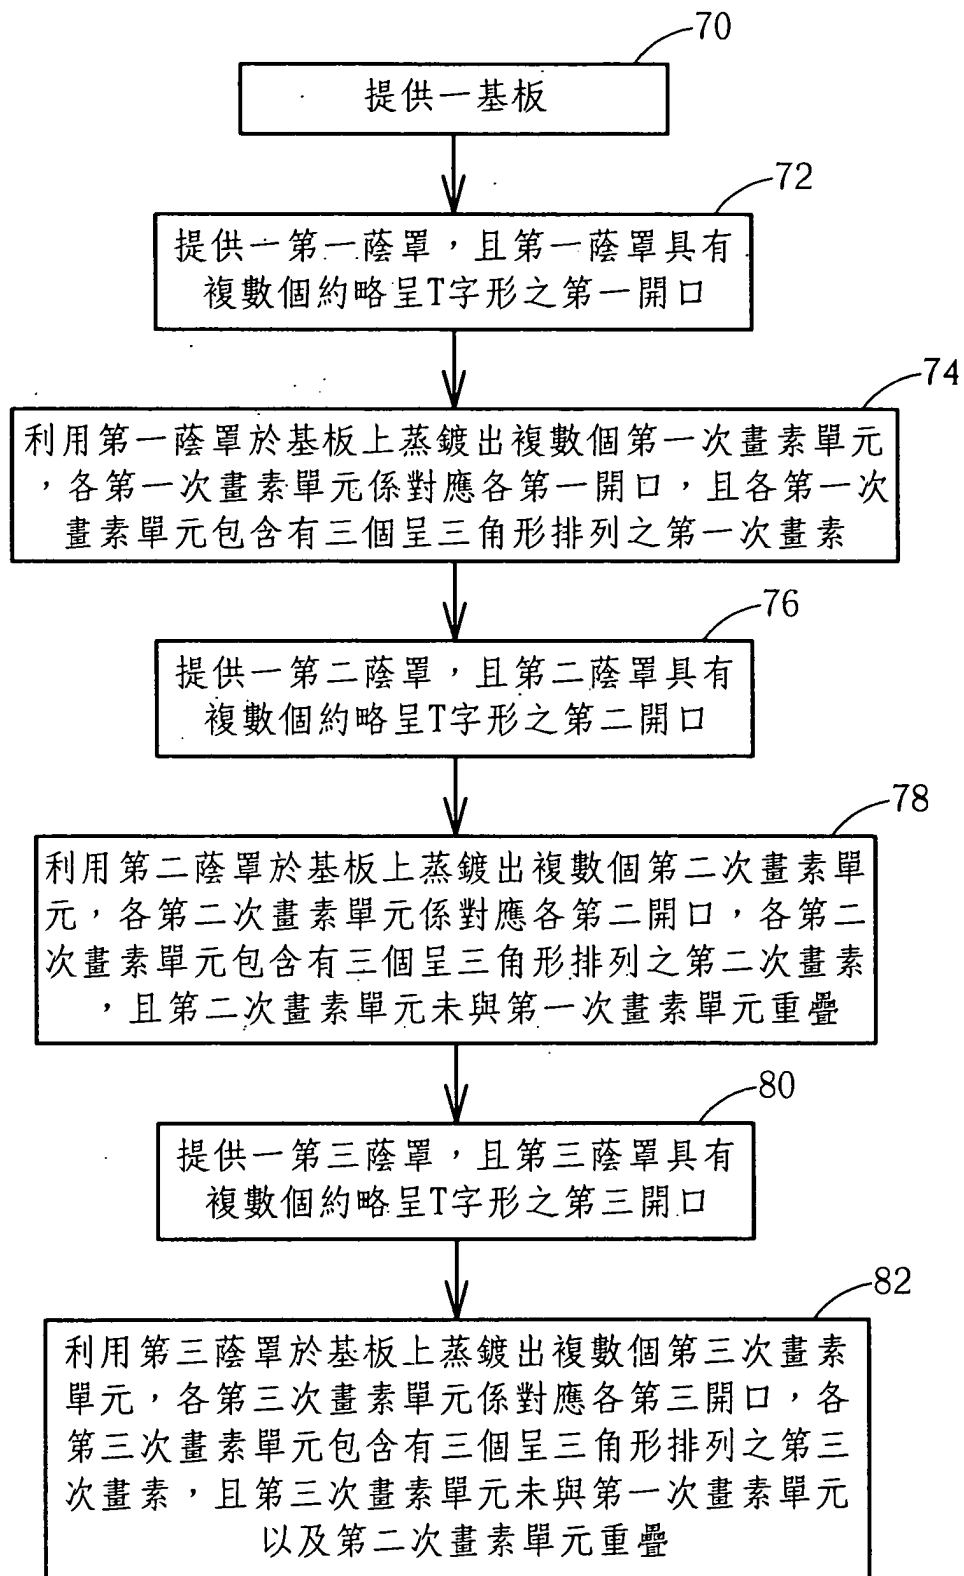 70
提供一基板
72
提供一第一蔭罩，且第一蔭罩具有
複數個約略呈T字形之第一開口
74
利用第一蔭罩於基板上蒸鍍出複數個第一次畫素單元
，各第一次畫素單元係對應各第一開口，且各第一次
畫素單元包含有三個呈三角形排列之第一次畫素
76
提供一第二蔭罩，且第二蔭罩具有
複數個約略呈T字形之第二開口
78
利用第二蔭罩於基板上蒸鍍出複數個第二次畫素單
元，各第二次畫素單元係對應各第二開口，各第二
次畫素單元包含有三個呈三角形排列之第二次畫素
，且第二次畫素單元未與第一次畫素單元重疊
80
提供一第三蔭罩，且第三蔭罩具有
複數個約略呈T字形之第三開口
82
利用第三蔭罩於基板上蒸鍍出複數個第三次畫素
單元，各第三次畫素單元係對應各第三開口，各
第三次畫素單元包含有三個呈三角形排列之第三
次畫素，且第三次畫素單元未與第一次畫素單元
以及第二次畫素單元重疊